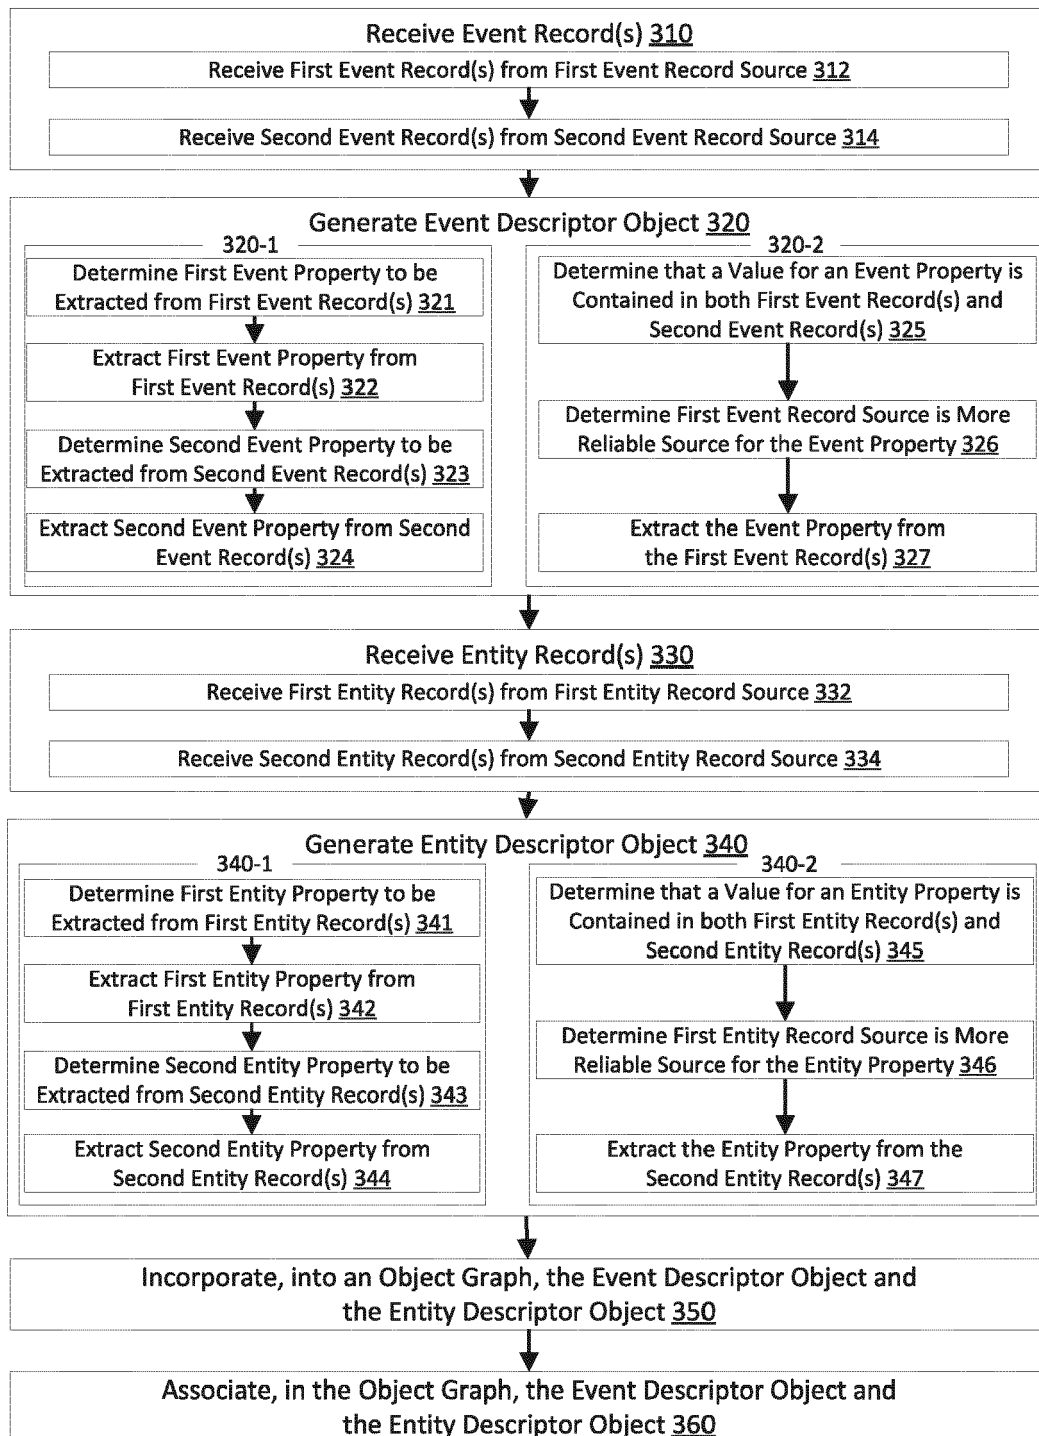 Receive Event Record(s) 310
Receive First Event Record(s) from First Event Record Source 312
Receive Second Event Record(s) from Second Event Record Source 314
Generate Event Descriptor Object 320
320-1
Determine First Event Property to be
Extracted from First Event Record(s) 321
Extract First Event Property from
First Event Record(s) 322
Determine Second Event Property to be
Extracted from Second Event Record(s) 323
Extract Second Event Property from Second
Event Record(s) 324
320-2
Determine that a Value for an Event Property is
Contained in both First Event Record(s) and
Second Event Record(s) 325
Determine First Event Record Source is More
Reliable Source for the Event Property 326
Extract the Event Property from
the First Event Record(s) 327
Receive Entity Record(s) 330
Receive First Entity Record(s) from First Entity Record Source 332
Receive Second Entity Record(s) from Second Entity Record Source 334
Generate Entity Descriptor Object 340
340-1
Determine First Entity Property to be
Extracted from First Entity Record(s) 341
Extract First Entity Property from
First Entity Record(s) 342
Determine Second Entity Property to be
Extracted from Second Entity Record(s) 343
Extract Second Entity Property from
Second Entity Record(s) 344
340-2
Determine that a Value for an Entity Property is
Contained in both First Entity Record(s) and
Second Entity Record(s) 345
Determine First Entity Record Source is More
Reliable Source for the Entity Property 346
Extract the Entity Property from the
Second Entity Record(s) 347
Incorporate, into an Object Graph, the Event Descriptor Object and
the Entity Descriptor Object 350
Associate, in the Object Graph, the Event Descriptor Object and
the Entity Descriptor Object 360